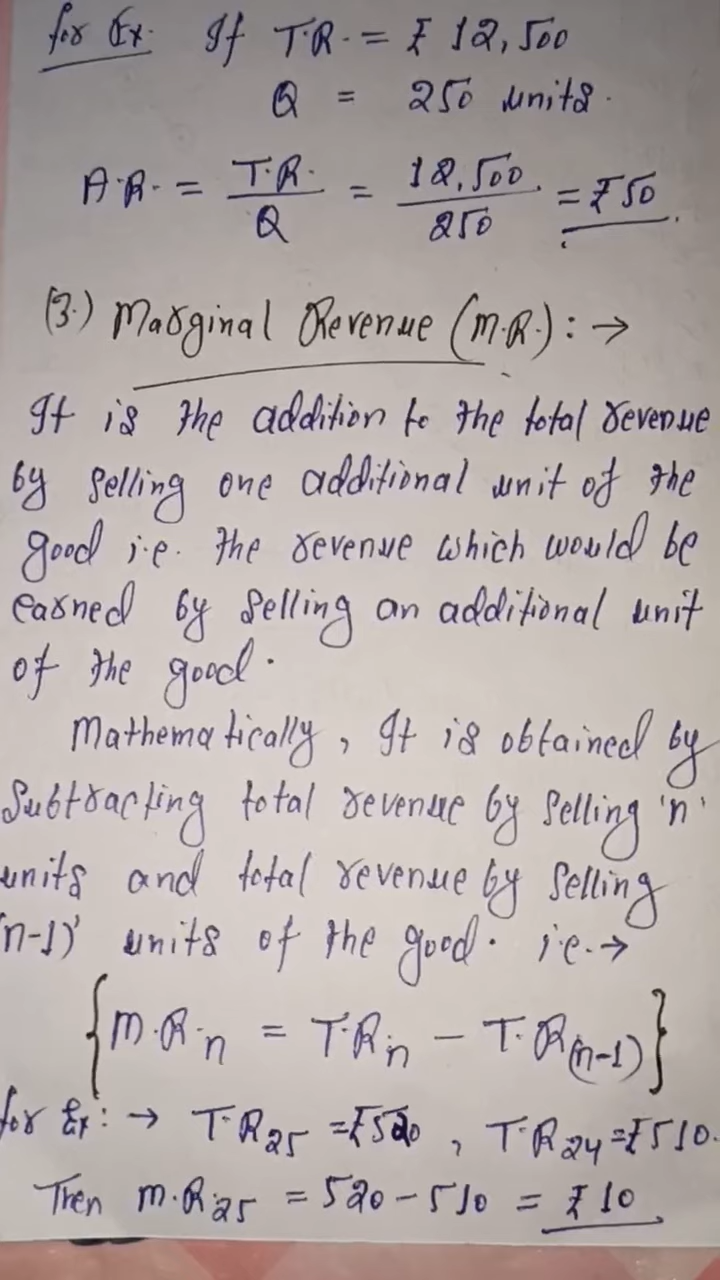 for Ex. If T.R. = ₹ 12,500
Q = 250 units.
A.R. = T.R. / Q = 12,500 / 250 = ₹50.
(3.) Marginal Revenue (M.R.) : →
It is the addition to the total revenue
by selling one additional unit of the
good i.e. the revenue which would be
earned by selling an additional unit
of the good.
Mathematically, It is obtained by
Subtracting total revenue by selling 'n'
units and total revenue by selling
(n-1)' units of the good. i.e. →
{M.R.n = T.Rn - T.R(n-1)}
for Ex: → T.R25 = ₹520, T.R24 = ₹510.
Then M.R.25 = 520 - 510 = ₹10.